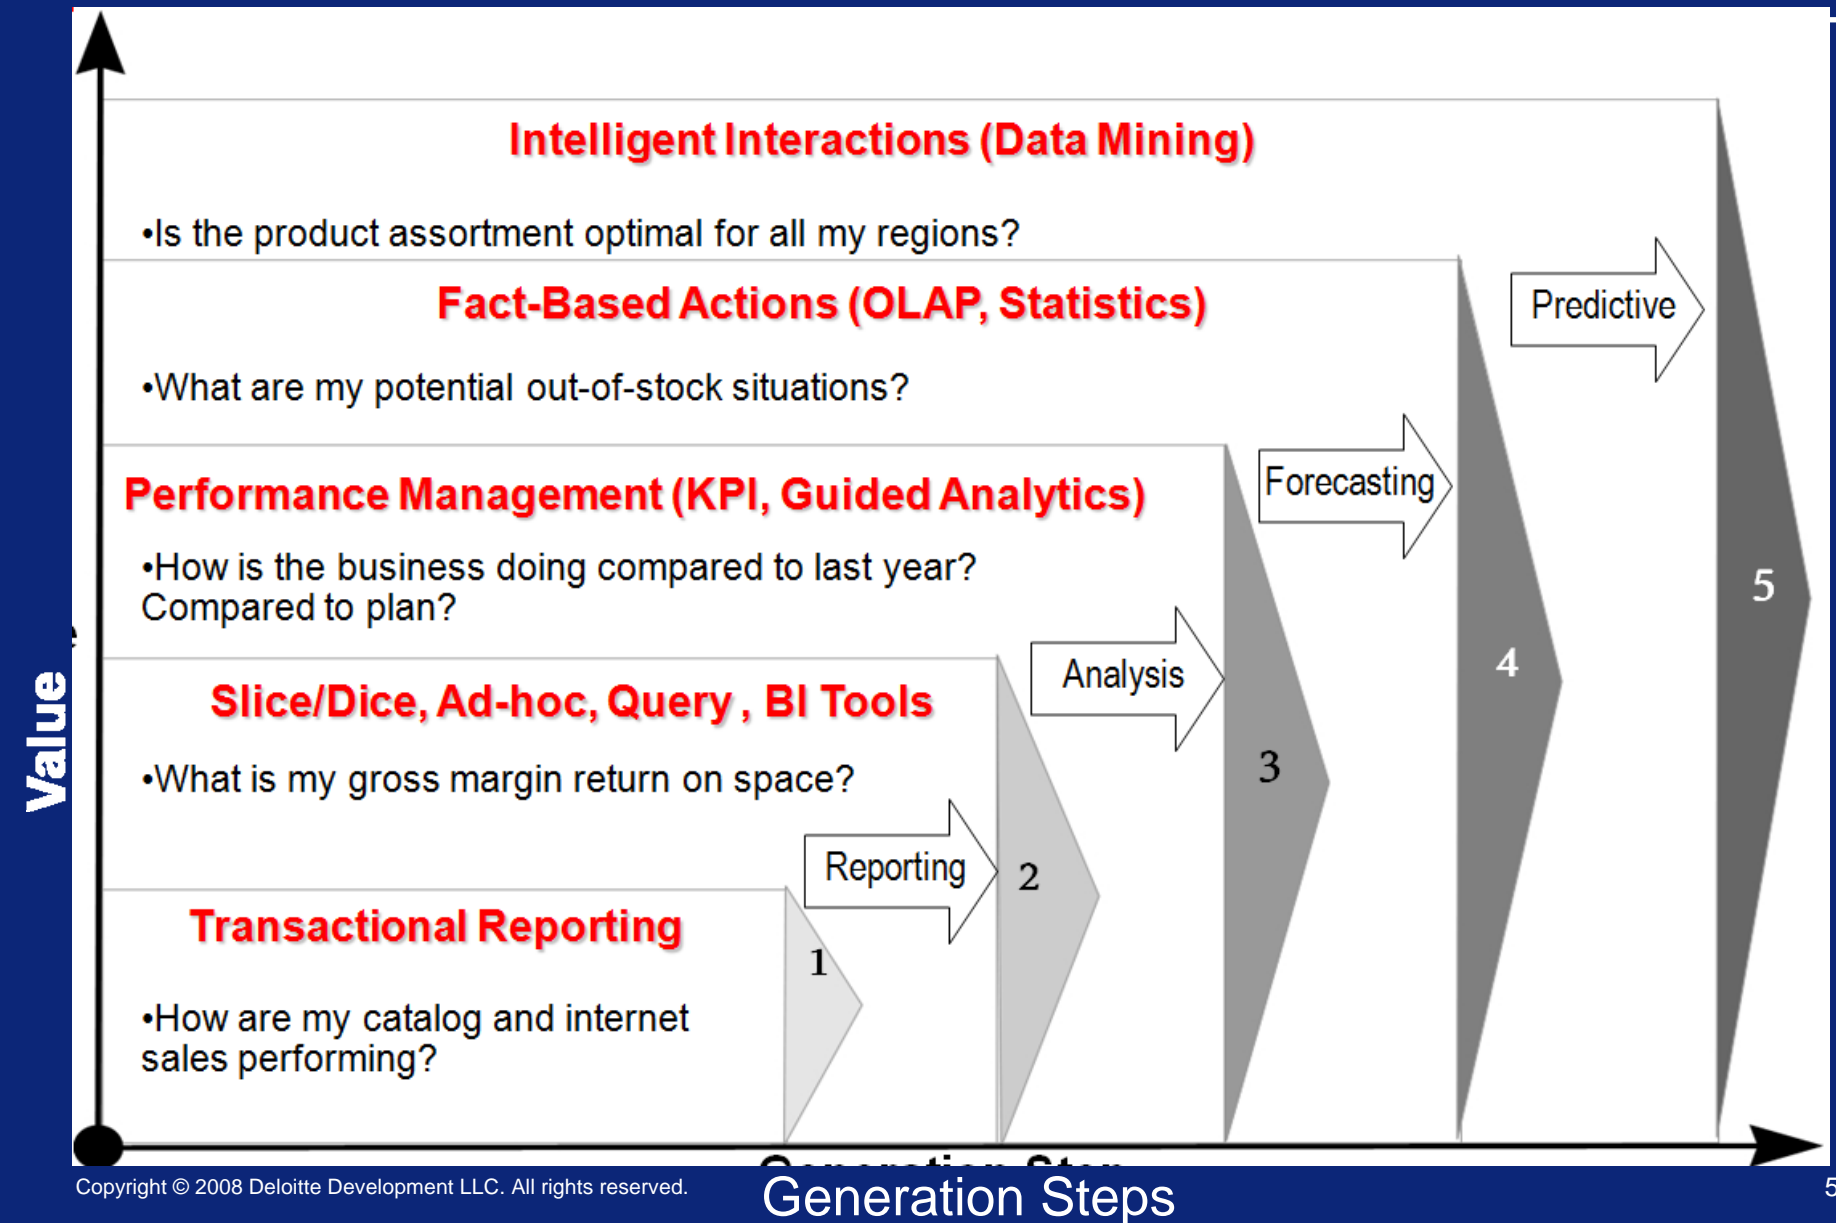 Intelligent Interactions (Data Mining)
•Is the product assortment optimal for all my regions?
Predictive
Fact-Based Actions (OLAP, Statistics)
•What are my potential out-of-stock situations?
Forecasting
Performance Management (KPI, Guided Analytics)
•How is the business doing compared to last year?
Compared to plan?
Analysis
Slice/Dice, Ad-hoc, Query , BI Tools
•What is my gross margin return on space?
Reporting
Transactional Reporting
•How are my catalog and internet
sales performing?
1
2
3
4
5
Value
Generation Steps
Copyright © 2008 Deloitte Development LLC. All rights reserved.
5